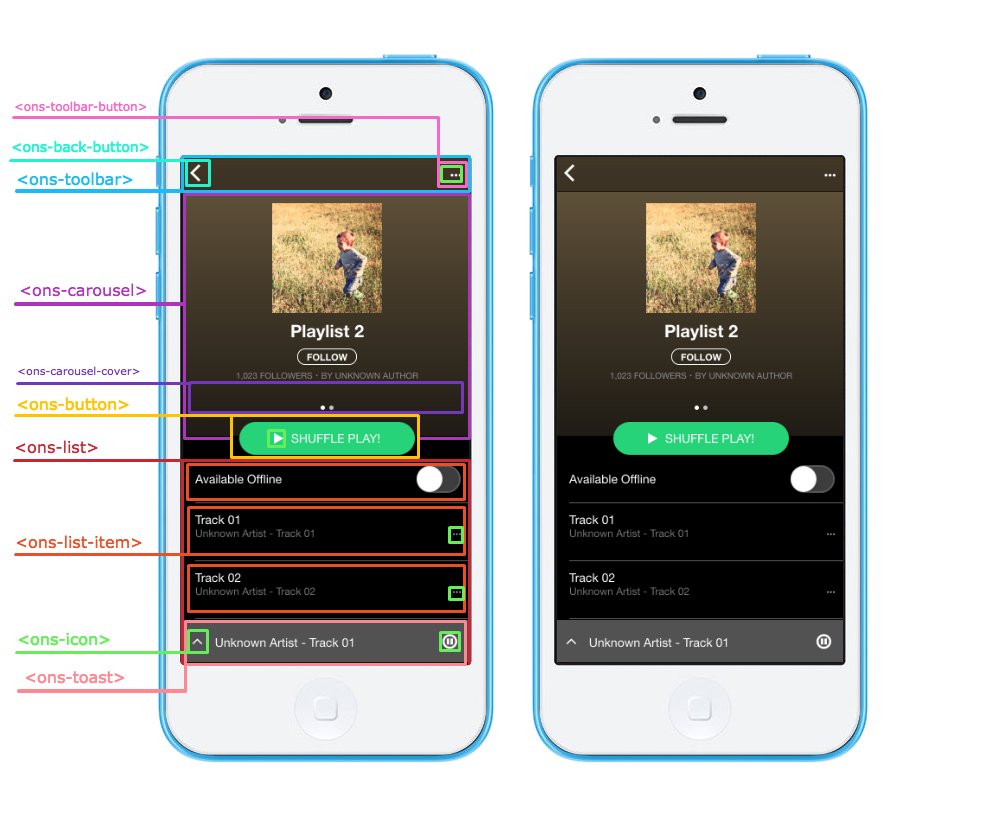 <ons-toolbar-button>
<ons-back-button>
<ons-toolbar>
<ons-carousel>
<ons-carousel-cover>
<ons-button>
<ons-list>
<ons-list-item>
<ons-icon>
<ons-toast>
Playlist 2
FOLLOW
1,023 FOLLOWERS • BY UNKNOWN AUTHOR
SHUFFLE PLAY!
Available Offline
Track 01
Unknown Artist - Track 01
Track 02
Unknown Artist - Track 02
Unknown Artist - Track 01
Playlist 2
FOLLOW
1,023 FOLLOWERS • BY UNKNOWN AUTHOR
SHUFFLE PLAY!
Available Offline
Track 01
Unknown Artist - Track 01
Track 02
Unknown Artist - Track 02
Unknown Artist - Track 01